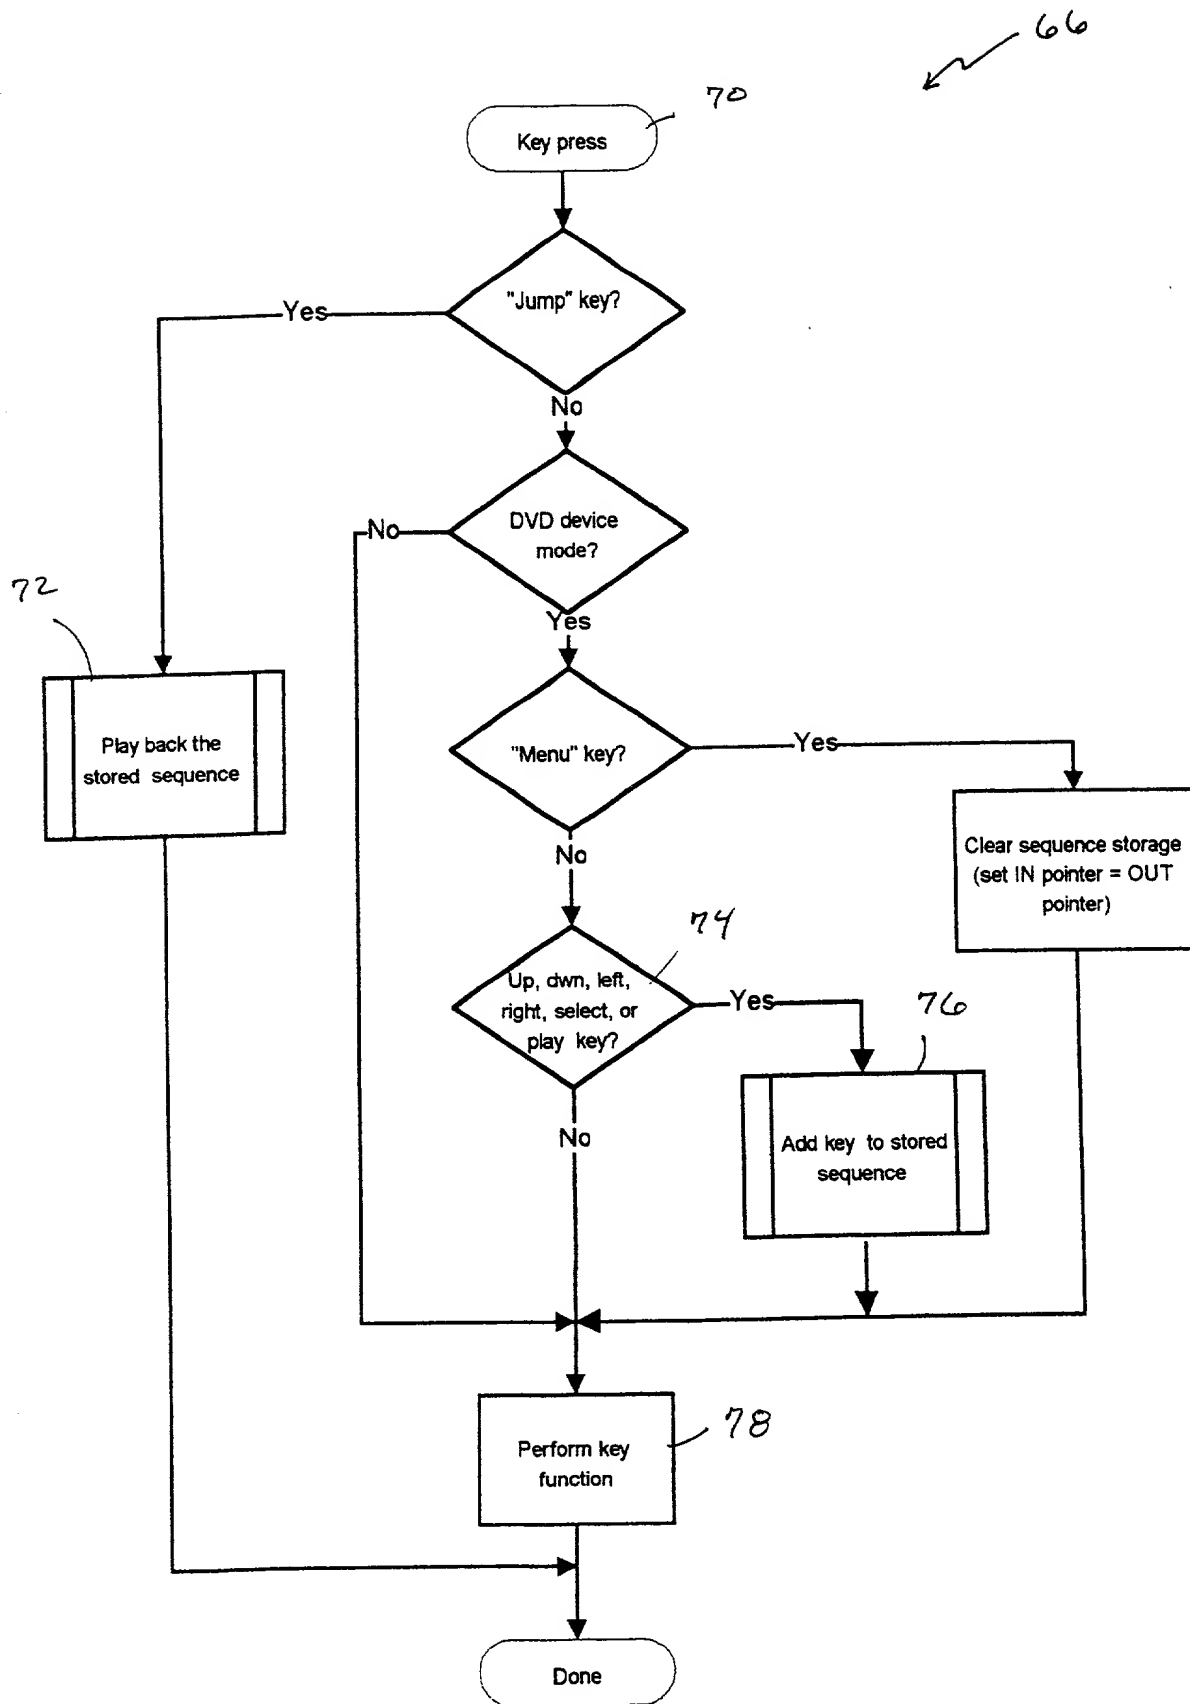 66
70
Key press
"Jump" key?
Yes
No
DVD device
mode?
No
Yes
72
Play back the
stored sequence
"Menu" key?
Yes
No
Clear sequence storage
(set IN pointer = OUT
pointer)
74
Up, dwn, left,
right, select, or
play key?
Yes
76
No
Add key to stored
sequence
78
Perform key
function
Done